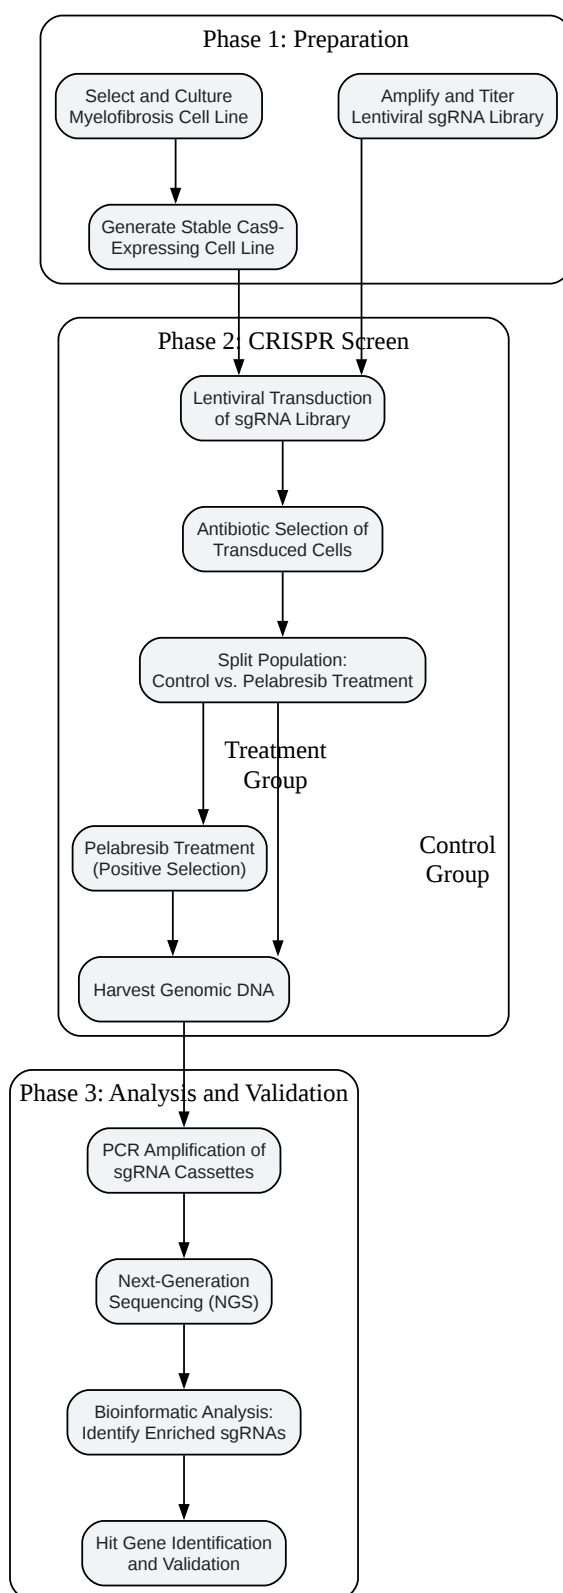 Phase 1: Preparation
Select and Culture
Myelofibrosis Cell Line
Amplify and Titer
Lentiviral sgRNA Library
Generate Stable Cas9-
Expressing Cell Line
Phase 2: CRISPR Screen
Lentiviral Transduction
of sgRNA Library
Antibiotic Selection of
Transduced Cells
Split Population:
Control vs. Pelabresib Treatment
Treatment
Group
Pelabresib Treatment
(Positive Selection)
Control
Group
Harvest Genomic DNA
Phase 3: Analysis and Validation
PCR Amplification of
sgRNA Cassettes
Next-Generation
Sequencing (NGS)
Bioinformatic Analysis:
Identify Enriched sgRNAs
Hit Gene Identification
and Validation